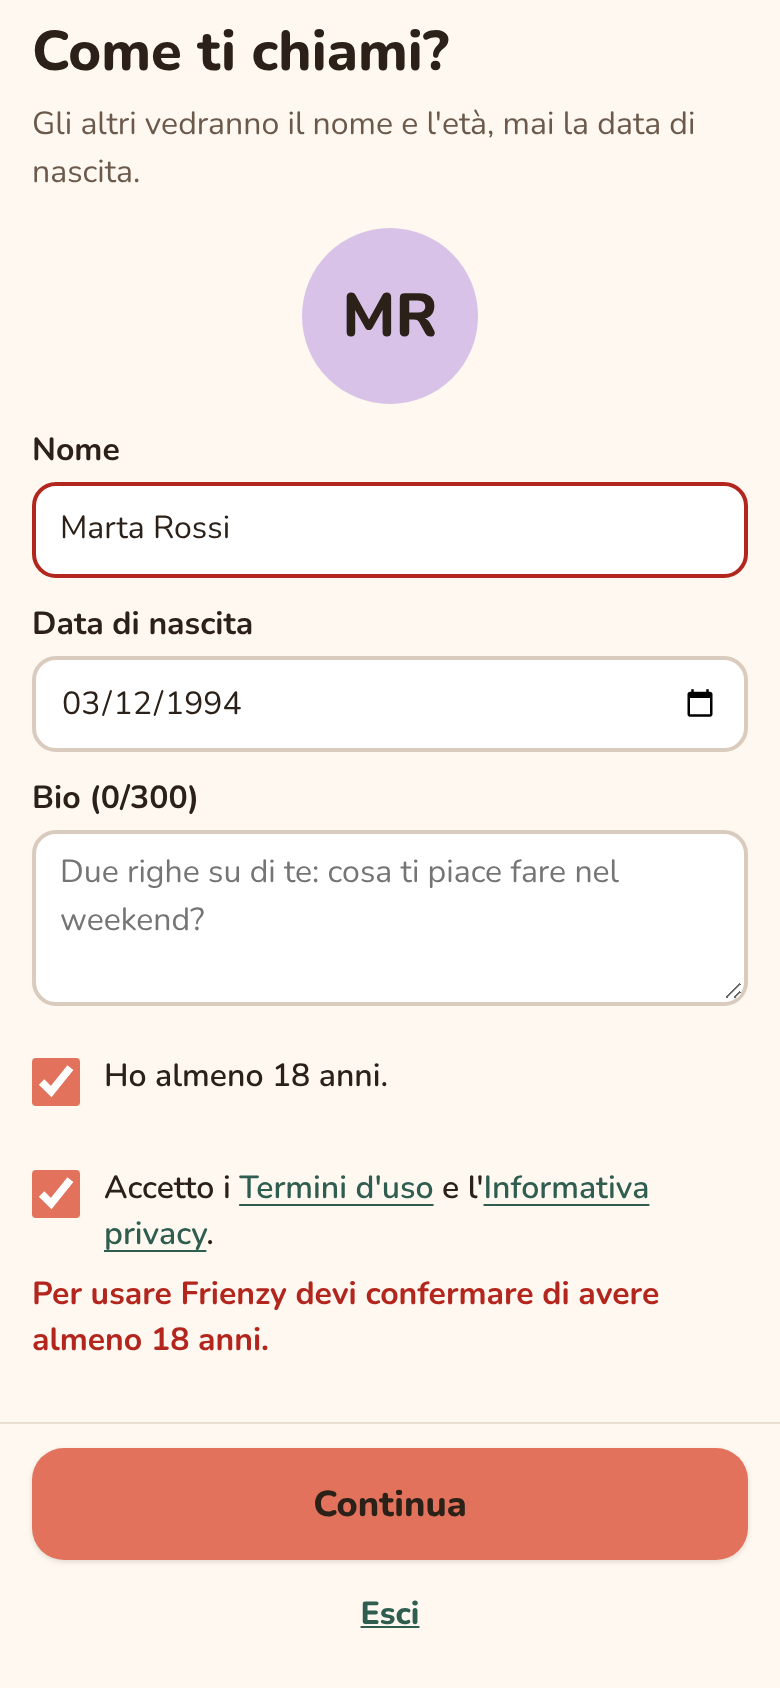 Come ti chiami?
Gli altri vedranno il nome e l'età, mai la data di
nascita.
MR
Nome
Marta Rossi
Data di nascita
03/12/1994
Bio (0/300)
Due righe su di te: cosa ti piace fare nel
weekend?
Ho almeno 18 anni.
Accetto i Termini d'uso e l'Informativa
privacy.
Per usare Frienzy devi confermare di avere
almeno 18 anni.
Continua
Esci